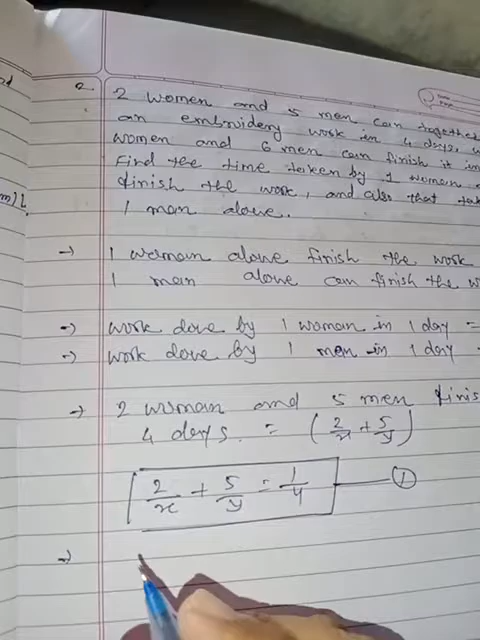 2. 2 women and 5 men can together
an embroidery work in 4 days,
women and 6 men can finish it in
Find the time taken by 1 women
finish the work, and also that
1 man alone.
→ 1 woman alone finish the work
1 man alone can finish the
→ work done by 1 woman in 1 day =
→ work done by 1 men in 1 day
→ 2 woman and 5 men
4 days. = (2/x + 5/y)
2/x + 5/y = 1/4 — ①
→